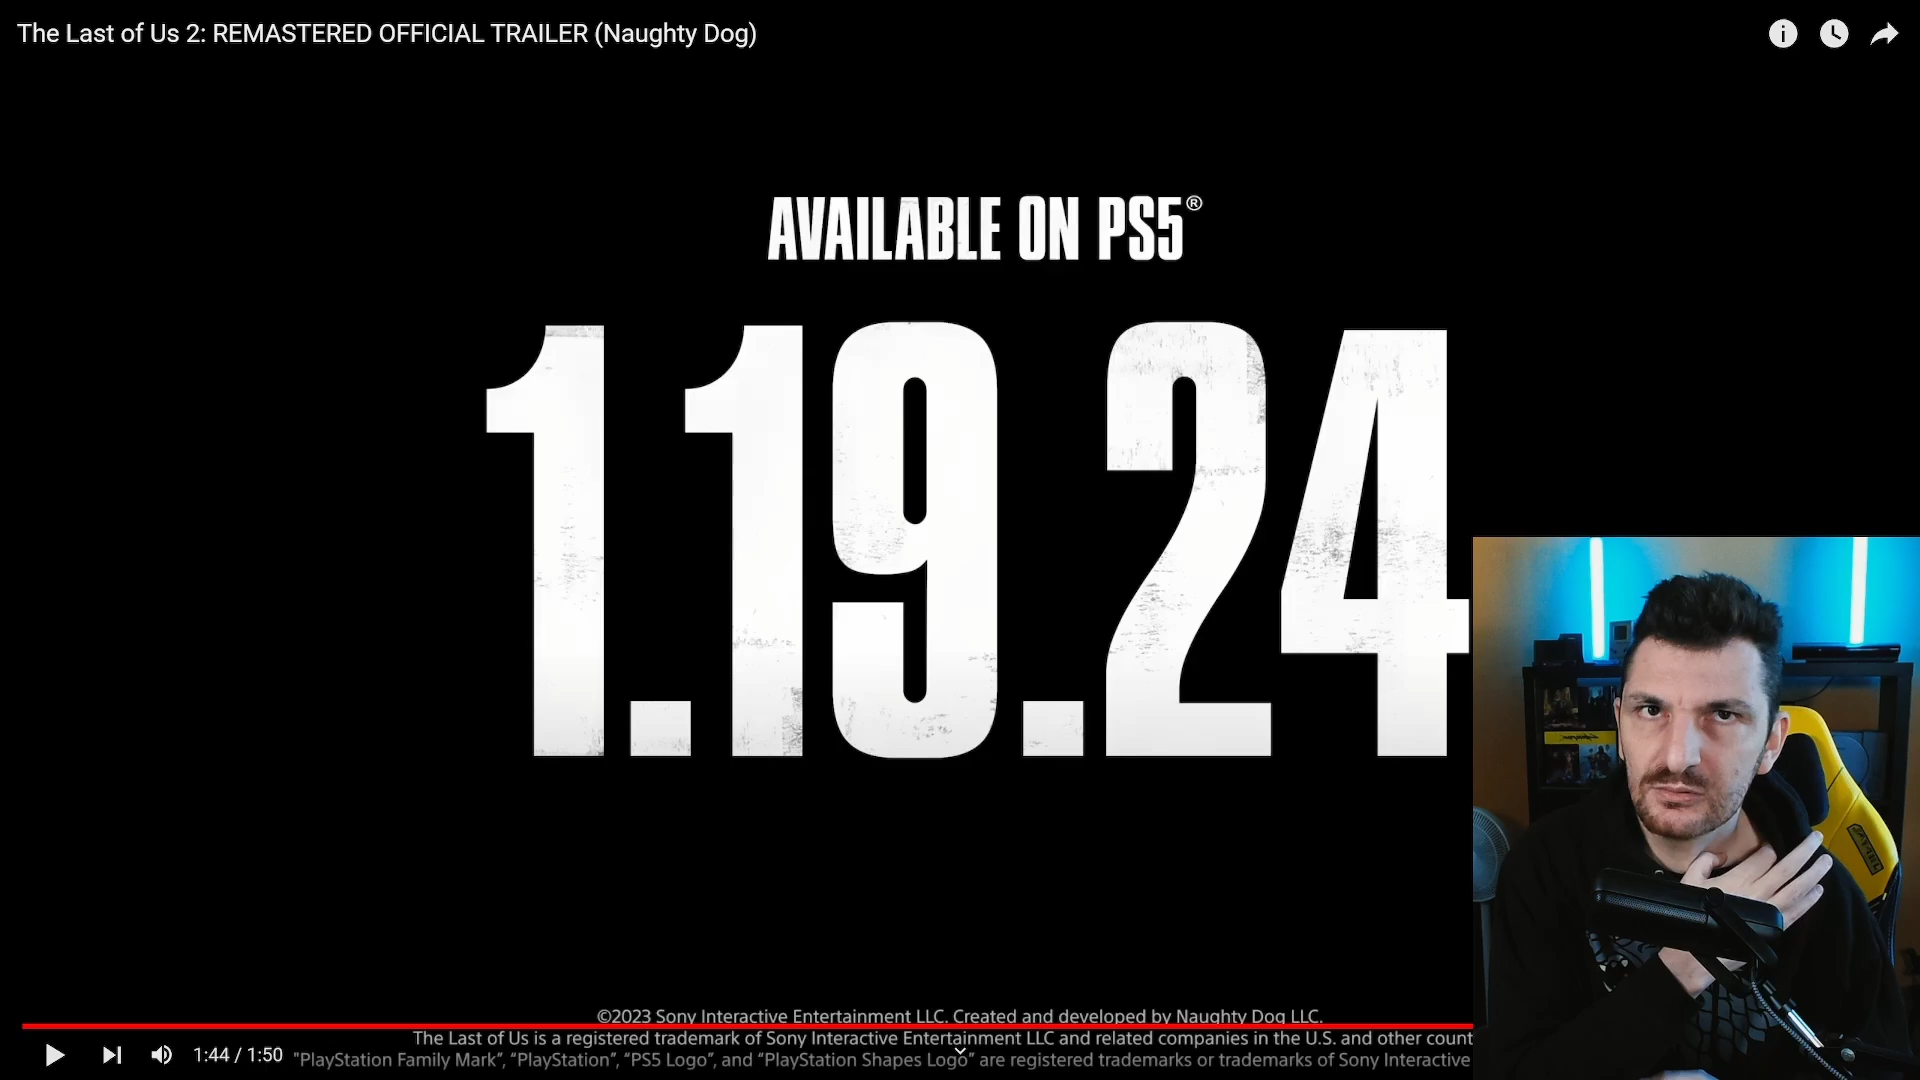 The Last of Us 2: REMASTERED OFFICIAL TRAILER (Naughty Dog)
AVAILABLE ON PS5®
1.19.24
©2023 Sony Interactive Entertainment LLC. Created and developed by Naughty Dog LLC.
The Last of Us is a registered trademark of Sony Interactive Entertainment LLC and related companies in the U.S. and other count
1:44 / 1:50
"PlayStation Family Mark", "PlayStation", "PS5 Logo", and "PlayStation Shapes Logo" are registered trademarks or trademarks of Sony Interactive